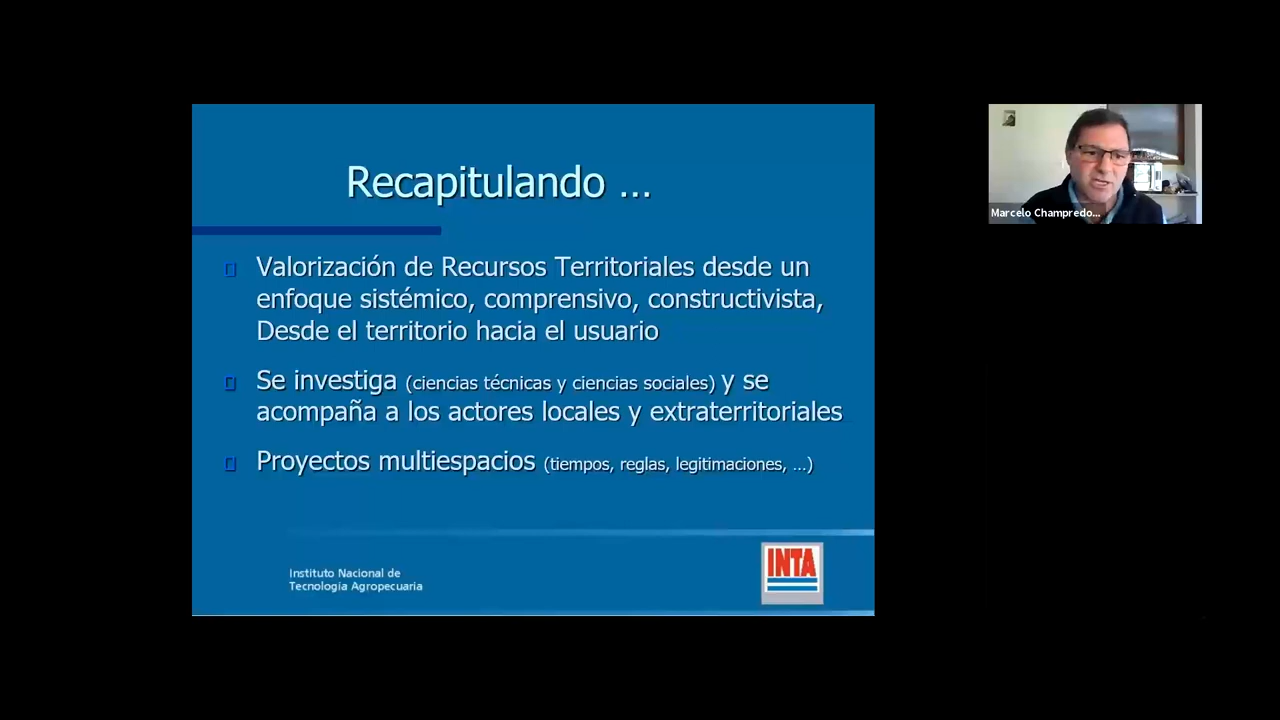 Recapitulando ...
Valorización de Recursos Territoriales desde un
enfoque sistémico, comprensivo, constructivista,
Desde el territorio hacia el usuario
Se investiga (ciencias técnicas y ciencias sociales) y se
acompaña a los actores locales y extraterritoriales
Proyectos multiespacios (tiempos, reglas, legitimaciones, ...)
Instituto Nacional de
Tecnología Agropecuaria
INTA
Marcelo Champredo...